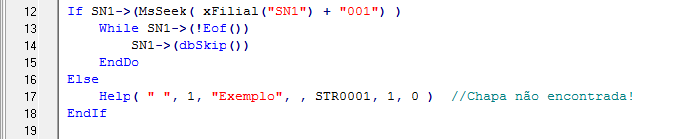 12 If SN1->(MsSeek( xFilial("SN1") + "001") )
13     While SN1->(!Eof())
14         SN1->(dbSkip())
15     EndDo
16 Else
17     Help( " ", 1, "Exemplo", , STR0001, 1, 0 )  //Chapa não encontrada!
18 EndIf
19